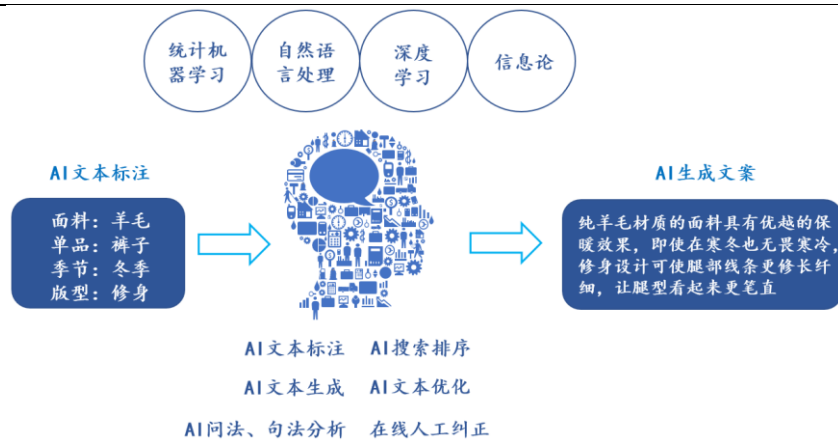 统计机
器学习
自然语
言处理
深度
学习
信息论
AI文本标注
面料：羊毛
单品：裤子
季节：冬季
版型：修身
AI生成文案
纯羊毛材质的面料具有优越的保
暖效果，即使在寒冬也无畏寒冷，
修身设计可使腿部线条更修长纤
细，让腿型看起来更笔直
AI文本标注 AI搜索排序
AI文本生成 AI文本优化
AI问法、句法分析 在线人工纠正